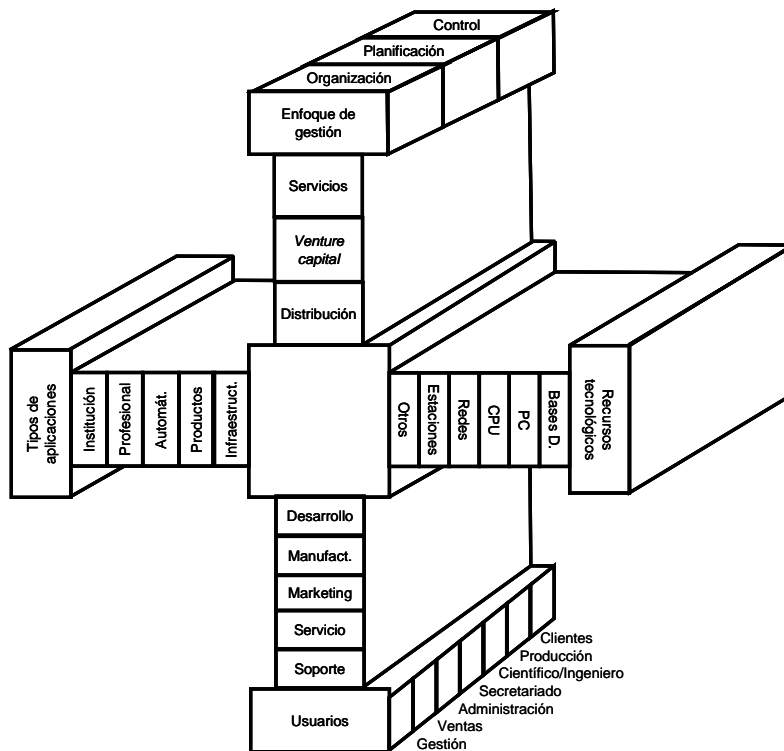 Control
Planificación
Organización
Enfoque de
gestión
Servicios
Venture
capital
Distribución
Tipos de
aplicaciones
Institución
Profesional
Automát.
Productos
Infraestruct.
Otros
Estaciones
Redes
CPU
PC
Bases D.
Recursos
tecnológicos
Desarrollo
Manufact.
Marketing
Servicio
Soporte
Usuarios
Clientes
Producción
Científico/Ingeniero
Secretariado
Administración
Ventas
Gestión